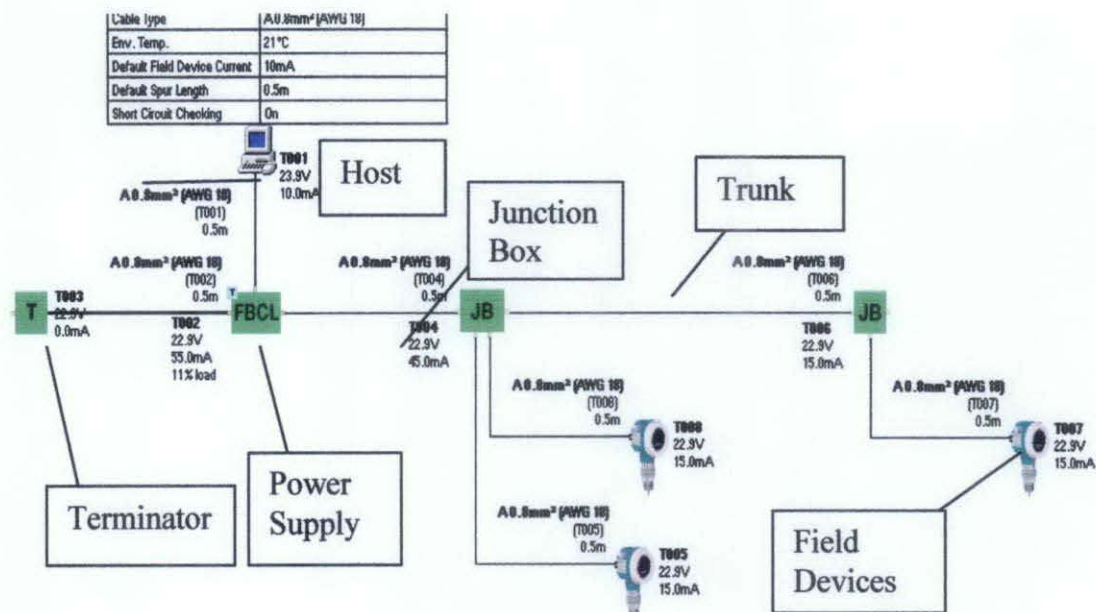 Cable Type A 0.8mm² (AWG 18)
Env. Temp. 21°C
Default Field Device Current 10mA
Default Spur Length 0.5m
Short Circuit Checking On
T001
23.9V
10.0mA
Host
A 0.8mm² (AWG 18)
(T001)
0.5m
Junction
Box
Trunk
A 0.8mm² (AWG 18)
(T002)
0.5m
A 0.8mm² (AWG 18)
(T004)
0.5m
A 0.8mm² (AWG 18)
(T006)
0.5m
T
T003
22.9V
0.0mA
T
FBCL
T002
22.9V
55.0mA
11% load
JB
T004
22.9V
45.0mA
JB
T006
22.9V
15.0mA
A 0.8mm² (AWG 18)
(T008)
0.5m
T008
22.9V
15.0mA
A 0.8mm² (AWG 18)
(T007)
0.5m
T007
22.9V
15.0mA
Terminator
Power
Supply
A 0.8mm² (AWG 18)
(T005)
0.5m
T005
22.9V
15.0mA
Field
Devices